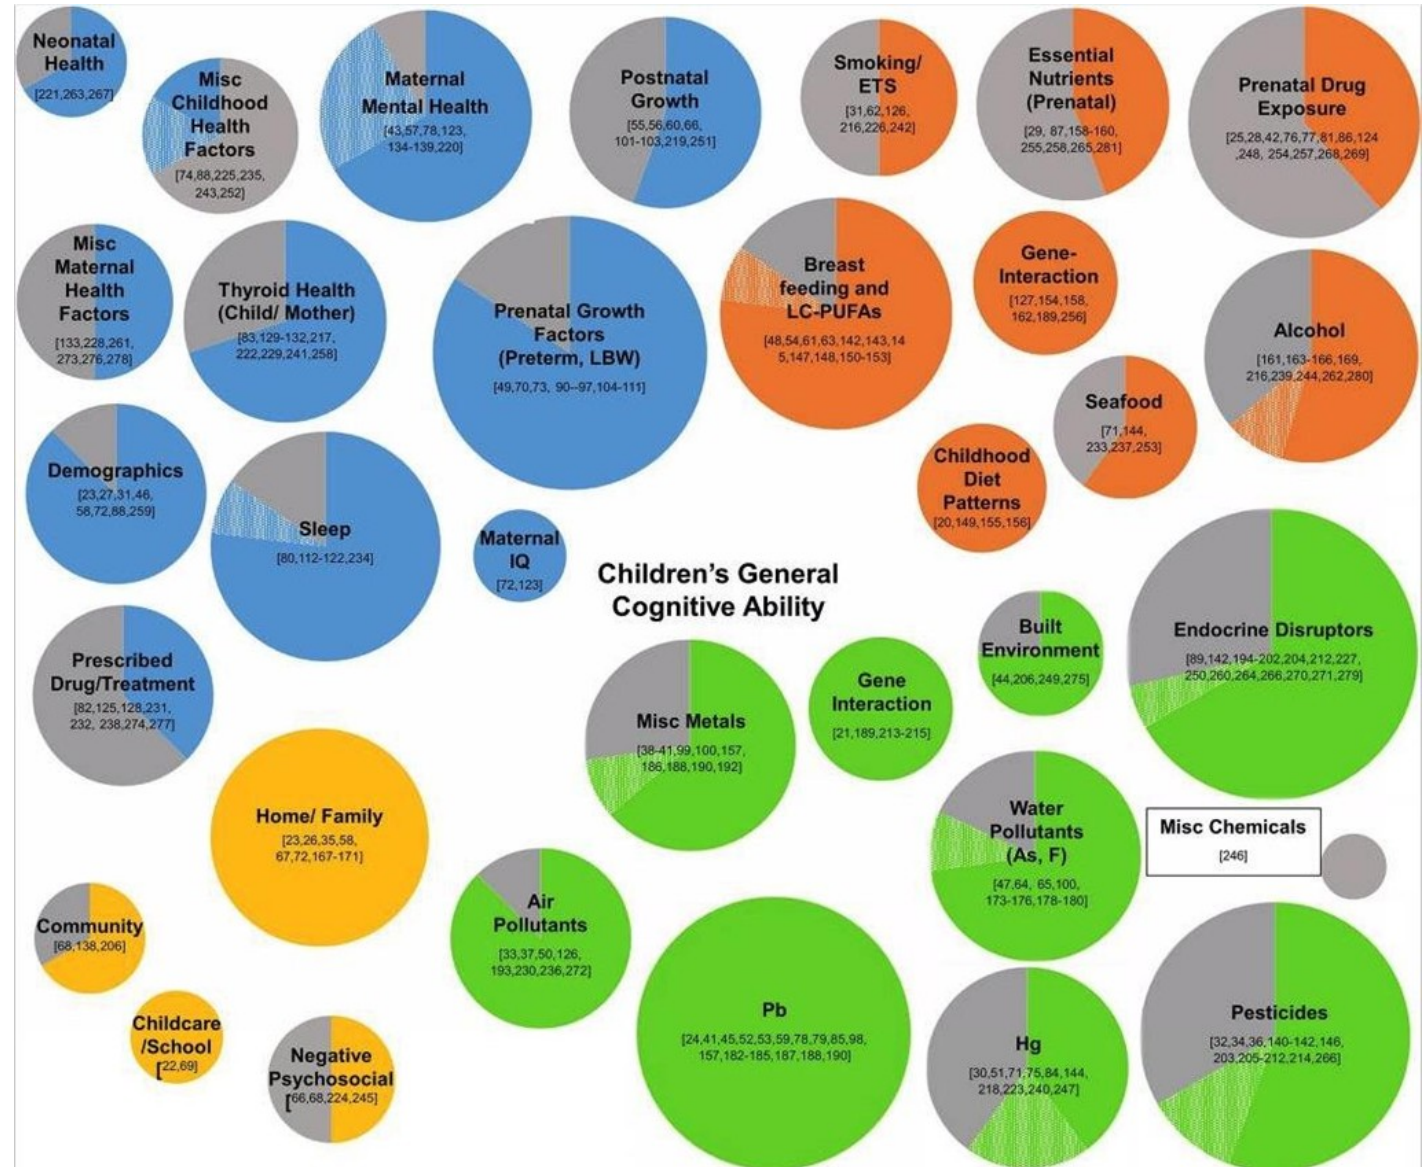 Neonatal
Health
[221,263,267]
Misc
Childhood
Health
Factors
[74,88,225,235,
243,252]
Maternal
Mental Health
[43,57,78,123,
134-139,220]
Postnatal
Growth
[55,56,60,66,
101-103,219,251]
Smoking/
ETS
[31,62,126,
216,226,242]
Essential
Nutrients
(Prenatal)
[29, 87,158-160,
255,258,265,281]
Prenatal Drug
Exposure
[25,28,42,76,77,81,86,124
,248, 254,257,268,269]
Misc
Maternal
Health
Factors
[133,228,261,
273,276,278]
Thyroid Health
(Child/ Mother)
[83,129-132,217,
222,229,241,258]
Prenatal Growth
Factors
(Preterm, LBW)
[49,70,73, 90--97,104-111]
Breast
feeding and
LC-PUFAs
[48,54,61,63,142,143,14
5,147,148,150-153]
Gene-
Interaction
[127,154,158,
162,189,256]
Alcohol
[161,163-166,169,
216,239,244,262,280]
Seafood
[71,144,
233,237,253]
Childhood
Diet
Patterns
[20,149,155,156]
Demographics
[23,27,31,46,
58,72,88,259]
Sleep
[80,112-122,234]
Maternal
IQ
[72,123]
Children's General
Cognitive Ability
Prescribed
Drug/Treatment
[82,125,128,231,
232, 238,274,277]
Misc Metals
[38-41,99,100,157,
186,188,190,192]
Gene
Interaction
[21,189,213-215]
Built
Environment
[44,206,249,275]
Endocrine Disruptors
[89,142,194-202,204,212,227,
250,260,264,266,270,271,279]
Home/ Family
[23,26,35,58,
67,72,167-171]
Water
Pollutants
(As, F)
[47,64, 65,100,
173-176,178-180]
Misc Chemicals
[246]
Community
[68,138,206]
Air
Pollutants
[33,37,50,126,
193,230,236,272]
Childcare
/School
[22,69]
Negative
Psychosocial
[66,68,224,245]
Pb
[24,41,45,52,53,59,78,79,85,98,
157,182-185,187,188,190]
Hg
[30,51,71,75,84,144,
218,223,240,247]
Pesticides
[32,34,36,140-142,146,
203,205-212,214,266]